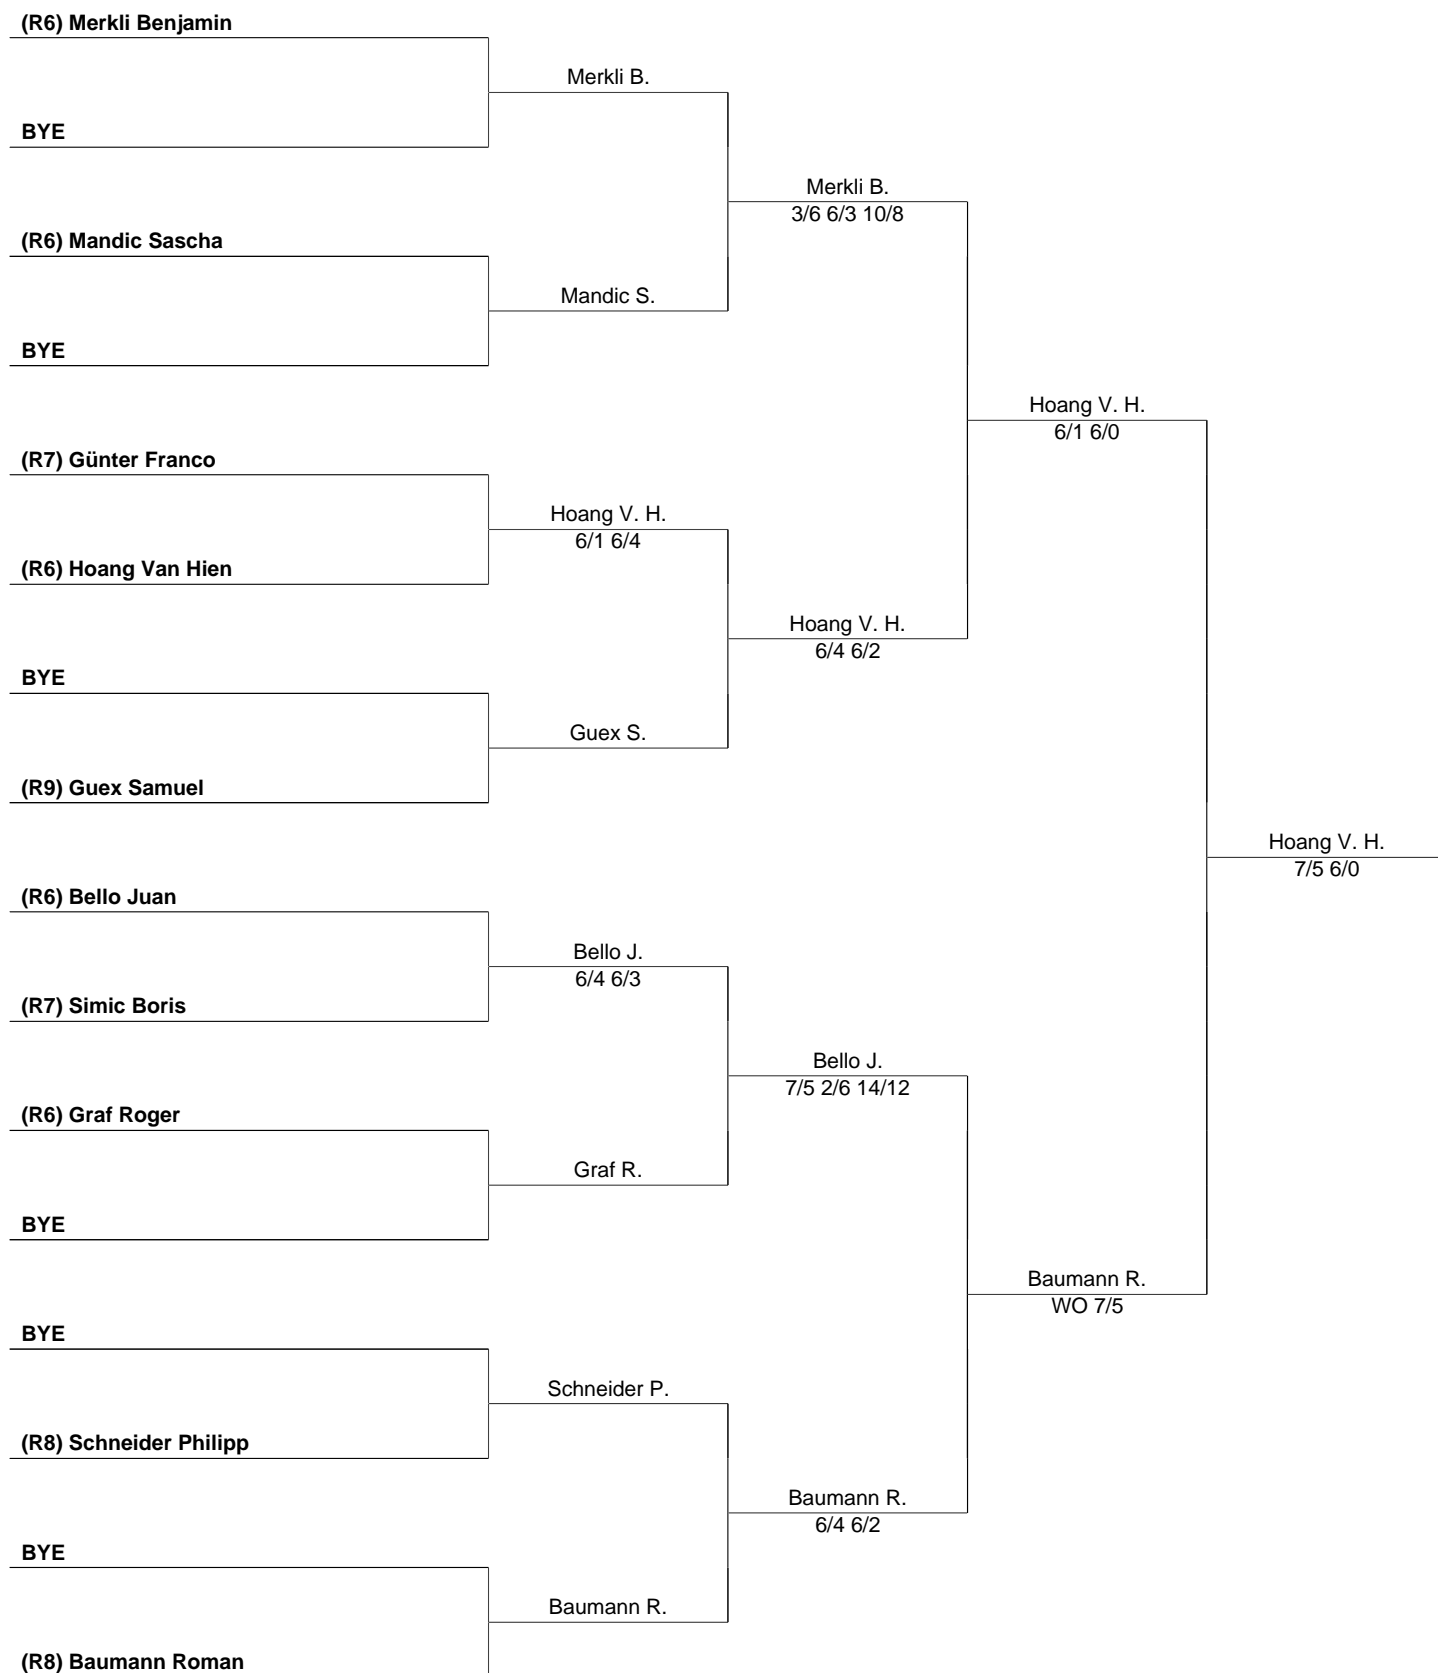 (R6) Merkli Benjamin
Merkli B.
BYE
Merkli B.
3/6 6/3 10/8
(R6) Mandic Sascha
Mandic S.
BYE
Hoang V. H.
6/1 6/0
(R7) Günter Franco
Hoang V. H.
6/1 6/4
(R6) Hoang Van Hien
Hoang V. H.
6/4 6/2
BYE
Guex S.
(R9) Guex Samuel
Hoang V. H.
7/5 6/0
(R6) Bello Juan
Bello J.
6/4 6/3
(R7) Simic Boris
Bello J.
7/5 2/6 14/12
(R6) Graf Roger
Graf R.
BYE
Baumann R.
WO 7/5
BYE
Schneider P.
(R8) Schneider Philipp
Baumann R.
6/4 6/2
BYE
Baumann R.
(R8) Baumann Roman